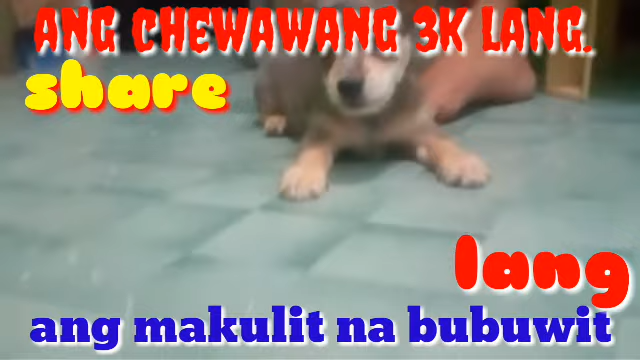 ANG CHEWAWANG 3K LANG.
share
lang
ang makulit na bubuwit